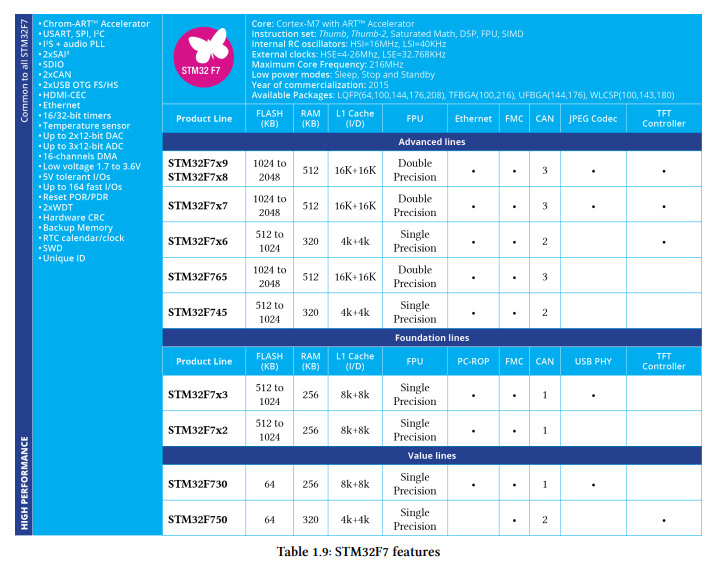 Common to all STM32F7
HIGH PERFORMANCE
• Chrom-ART™ Accelerator
• USART, SPI, I²C
• I²S + audio PLL
• 2xSAI³
• SDIO
• 2xCAN
• 2xUSB OTG FS/HS
• HDMI-CEC
• Ethernet
• 16/32-bit timers
• Temperature sensor
• Up to 2x12-bit DAC
• Up to 3x12-bit ADC
• 16-channels DMA
• Low voltage 1.7 to 3.6V
• 5V tolerant I/Os
• Up to 164 fast I/Os
• Reset POR/PDR
• 2xWDT
• Hardware CRC
• Backup Memory
• RTC calendar/clock
• SWD
• Unique ID
STM32 F7
Core: Cortex-M7 with ART™ Accelerator
Instruction set: Thumb, Thumb-2, Saturated Math, DSP, FPU, SIMD
Internal RC oscillators: HSI=16MHz, LSI=40KHz
External clocks: HSE=4-26Mhz, LSE=32.768KHz
Maximum Core Frequency: 216MHz
Low power modes: Sleep, Stop and Standby
Year of commercialization: 2015
Available Packages: LQFP(64,100,144,176,208), TFBGA(100,216), UFBGA(144,176), WLCSP(100,143,180)
Product Line FLASH (KB) RAM (KB) L1 Cache (I/D) FPU Ethernet FMC CAN JPEG Codec TFT Controller
Advanced lines
STM32F7x9 STM32F7x8 1024 to 2048 512 16K+16K Double Precision • • 3 • •
STM32F7x7 1024 to 2048 512 16K+16K Double Precision • • 3 • •
STM32F7x6 512 to 1024 320 4k+4k Single Precision • • 2 •
STM32F765 1024 to 2048 512 16K+16K Double Precision • • 3
STM32F745 512 to 1024 320 4k+4k Single Precision • • 2
Foundation lines
Product Line FLASH (KB) RAM (KB) L1 Cache (I/D) FPU PC-ROP FMC CAN USB PHY TFT Controller
STM32F7x3 512 to 1024 256 8k+8k Single Precision • • 1 •
STM32F7x2 512 to 1024 256 8k+8k Single Precision • • 1
Value lines
STM32F730 64 256 8k+8k Single Precision • • 1 •
STM32F750 64 320 4k+4k Single Precision • 2 •
Table 1.9: STM32F7 features